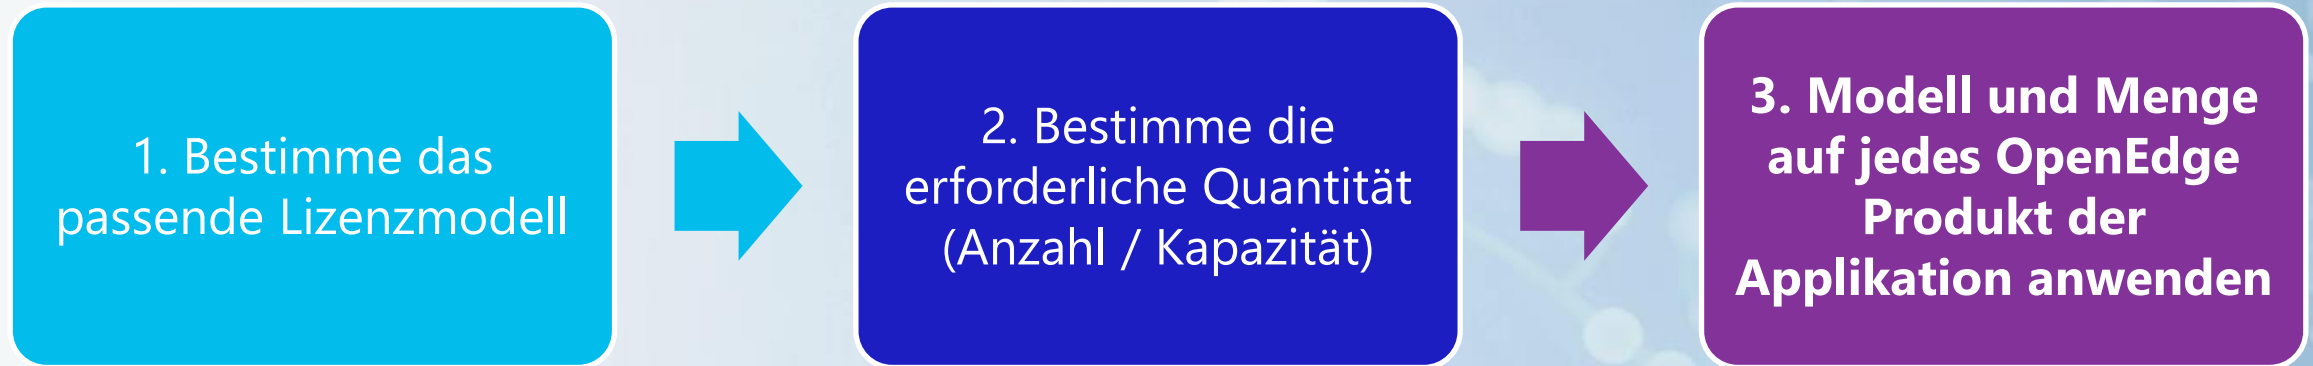 1. Bestimme das
passende Lizenzmodell
2. Bestimme die
erforderliche Quantität
(Anzahl / Kapazität)
3. Modell und Menge
auf jedes OpenEdge
Produkt der
Applikation anwenden